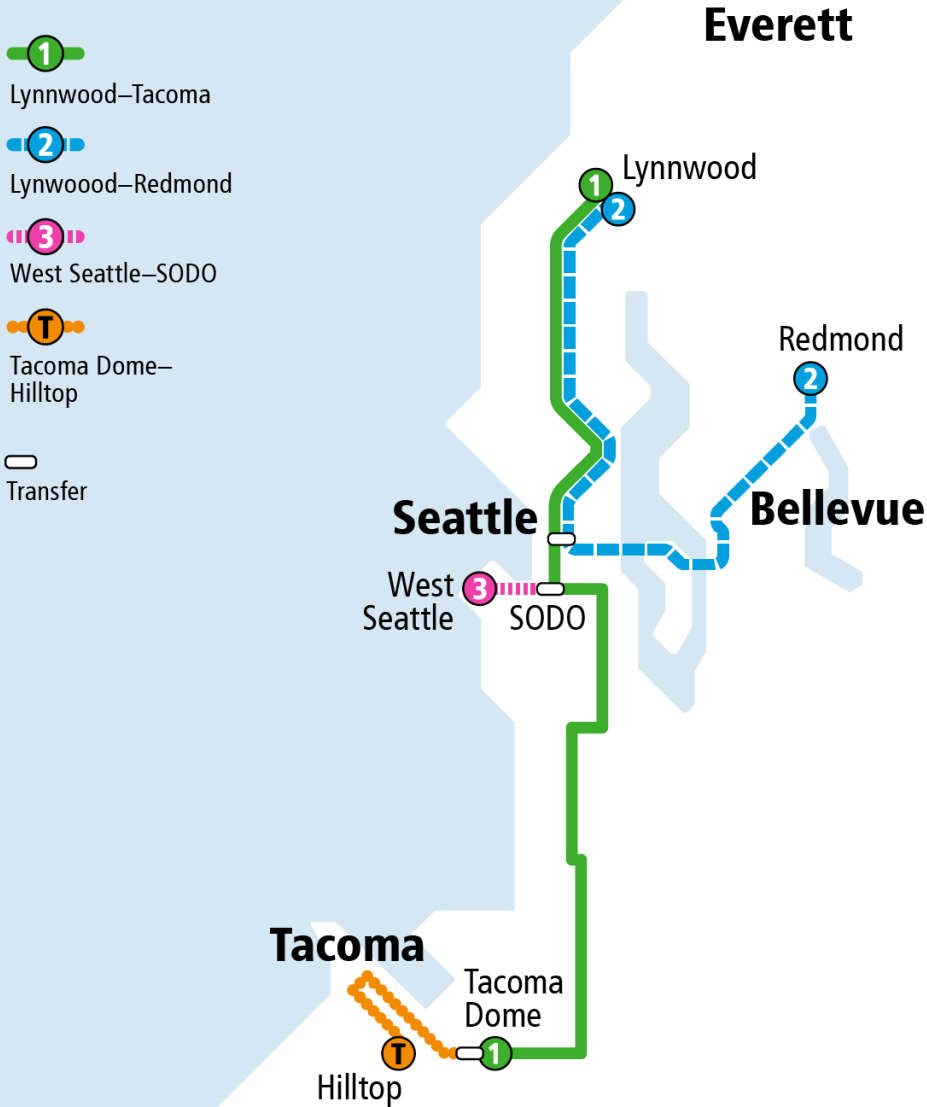 Everett
1
Lynnwood–Tacoma
2
Lynwoood–Redmond
3
West Seattle–SODO
T
Tacoma Dome–
Hilltop
Transfer
1
Lynnwood
2
Redmond
2
Seattle
Bellevue
West
Seattle
3
SODO
Tacoma
Tacoma
Dome
T
1
Hilltop